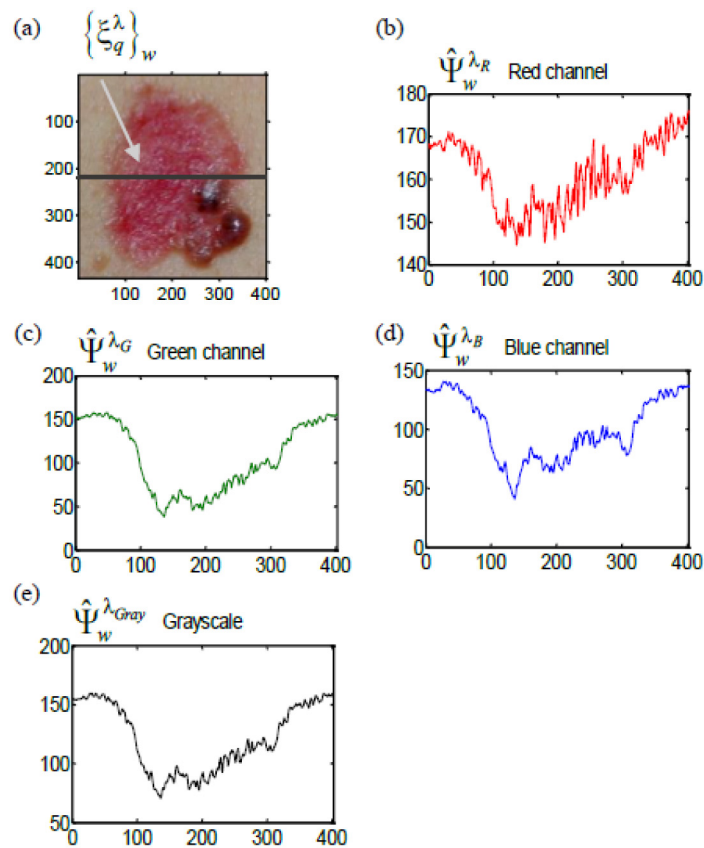 (a)
{ξ_q^λ}_w
100
200
300
400
100 200 300 400
(b)
Ψ̂_w^{λ_R} Red channel
180
170
160
150
140
0 100 200 300 400
(c)
Ψ̂_w^{λ_G} Green channel
200
150
100
50
0
0 100 200 300 400
(d)
Ψ̂_w^{λ_B} Blue channel
150
100
50
0
0 100 200 300 400
(e)
Ψ̂_w^{λ_{Gray}} Grayscale
200
150
100
50
0 100 200 300 400